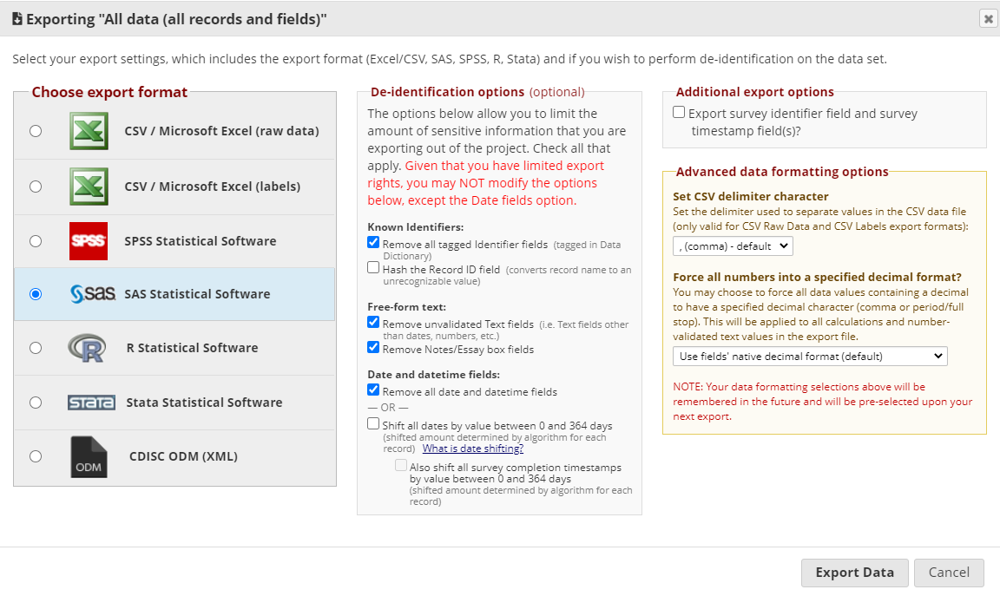 Exporting "All data (all records and fields)"
Select your export settings, which includes the export format (Excel/CSV, SAS, SPSS, R, Stata) and if you wish to perform de-identification on the data set.
Choose export format
CSV / Microsoft Excel (raw data)
CSV / Microsoft Excel (labels)
SPSS
SPSS Statistical Software
sas
SAS Statistical Software
R
R Statistical Software
STATA
Stata Statistical Software
ODM
CDISC ODM (XML)
De-identification options (optional)
The options below allow you to limit the
amount of sensitive information that you are
exporting out of the project. Check all that
apply. Given that you have limited export
rights, you may NOT modify the options
below, except the Date fields option.
Known Identifiers:
Remove all tagged Identifier fields (tagged in Data
Dictionary)
Hash the Record ID field (converts record name to an
unrecognizable value)
Free-form text:
Remove unvalidated Text fields (i.e. Text fields other
than dates, numbers, etc.)
Remove Notes/Essay box fields
Date and datetime fields:
Remove all date and datetime fields
— OR —
Shift all dates by value between 0 and 364 days
(shifted amount determined by algorithm for each
record) What is date shifting?
Also shift all survey completion timestamps
by value between 0 and 364 days
(shifted amount determined by algorithm for each
record)
Additional export options
Export survey identifier field and survey
timestamp field(s)?
Advanced data formatting options
Set CSV delimiter character
Set the delimiter used to separate values in the CSV data file
(only valid for CSV Raw Data and CSV Labels export formats):
, (comma) - default
Force all numbers into a specified decimal format?
You may choose to force all data values containing a decimal
to have a specified decimal character (comma or period/full
stop). This will be applied to all calculations and number-
validated text values in the export file.
Use fields' native decimal format (default)
NOTE: Your data formatting selections above will be
remembered in the future and will be pre-selected upon your
next export.
Export Data
Cancel